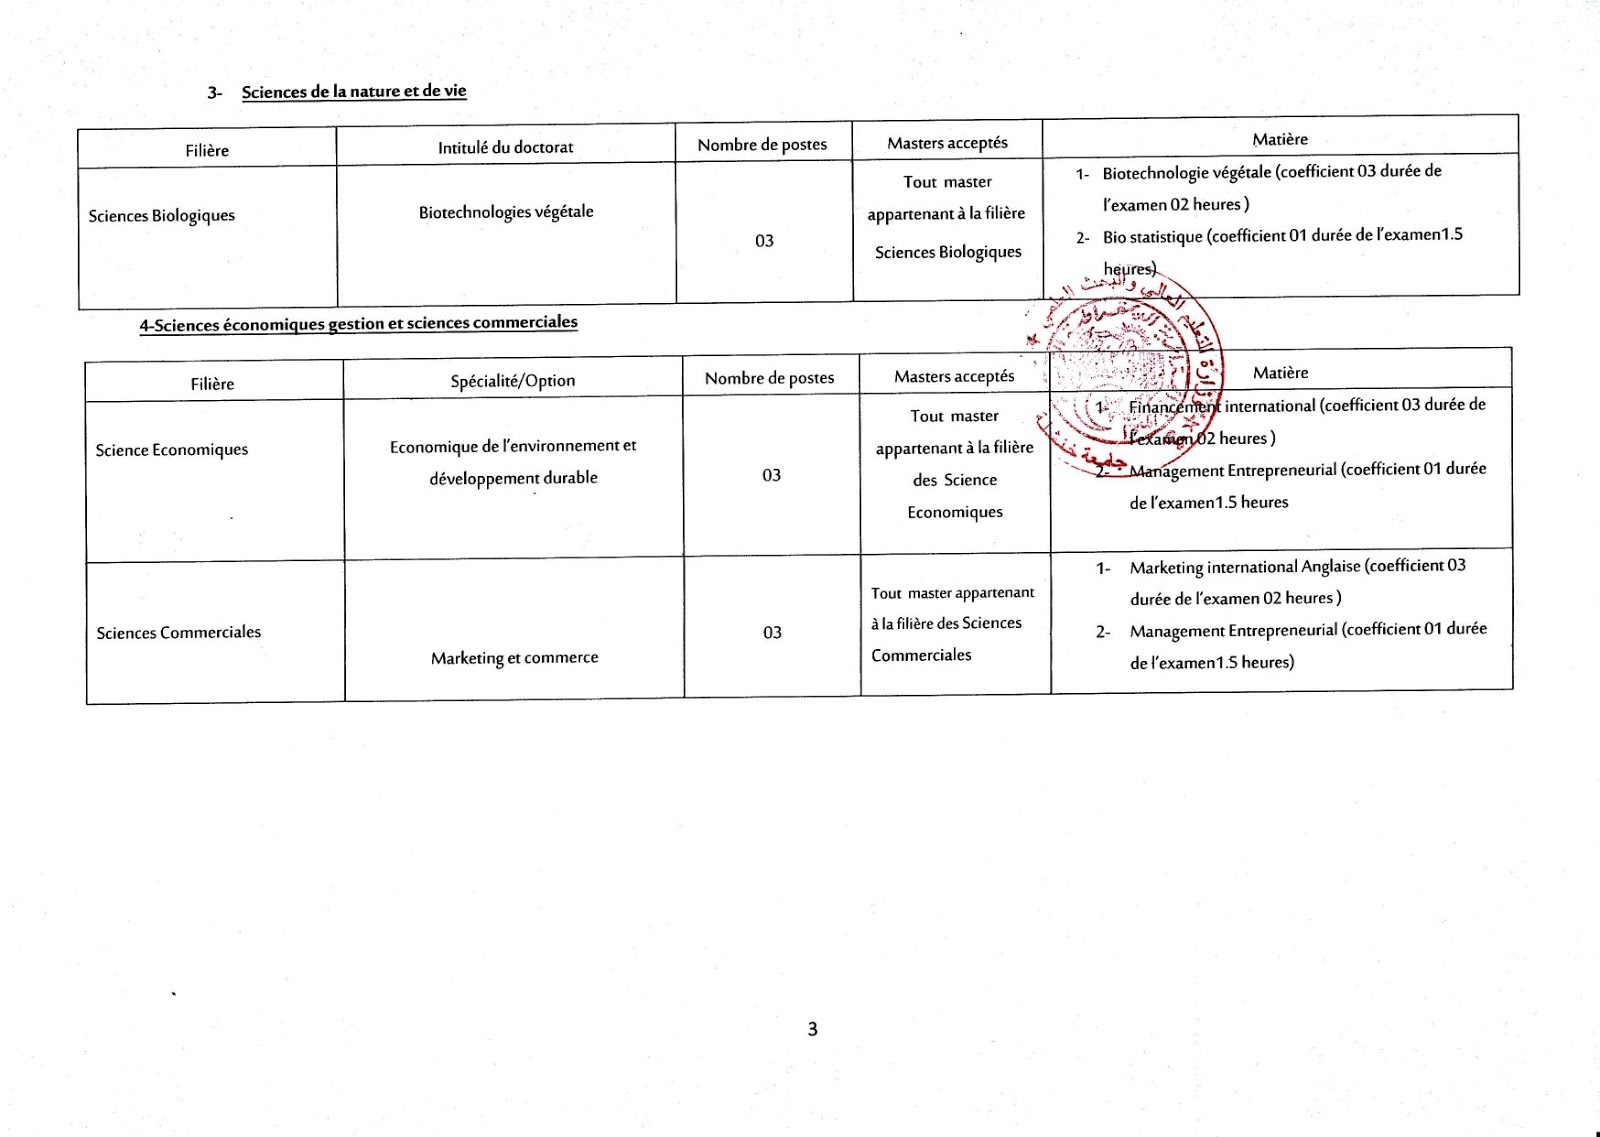 3- Sciences de la nature et de vie
Filière
Intitulé du doctorat
Nombre de postes
Masters acceptés
Matière
Sciences Biologiques
Biotechnologies végétale
03
Tout master
appartenant à la filière
Sciences Biologiques
1- Biotechnologie végétale (coefficient 03 durée de
l'examen 02 heures )
2- Bio statistique (coefficient 01 durée de l'examen1.5
heures)
4-Sciences économiques gestion et sciences commerciales
Filière
Spécialité/Option
Nombre de postes
Masters acceptés
Matière
Science Economiques
Economique de l'environnement et
développement durable
03
Tout master
appartenant à la filière
des Science
Economiques
1- Financement international (coefficient 03 durée de
l'examen 02 heures )
2- Management Entrepreneurial (coefficient 01 durée
de l'examen1.5 heures
Sciences Commerciales
Marketing et commerce
03
Tout master appartenant
à la filière des Sciences
Commerciales
1- Marketing international Anglaise (coefficient 03
durée de l'examen 02 heures )
2- Management Entrepreneurial (coefficient 01 durée
de l'examen1.5 heures)
وزارة التعليم العالي والبحث العلمي
جامعة خنشلة
3